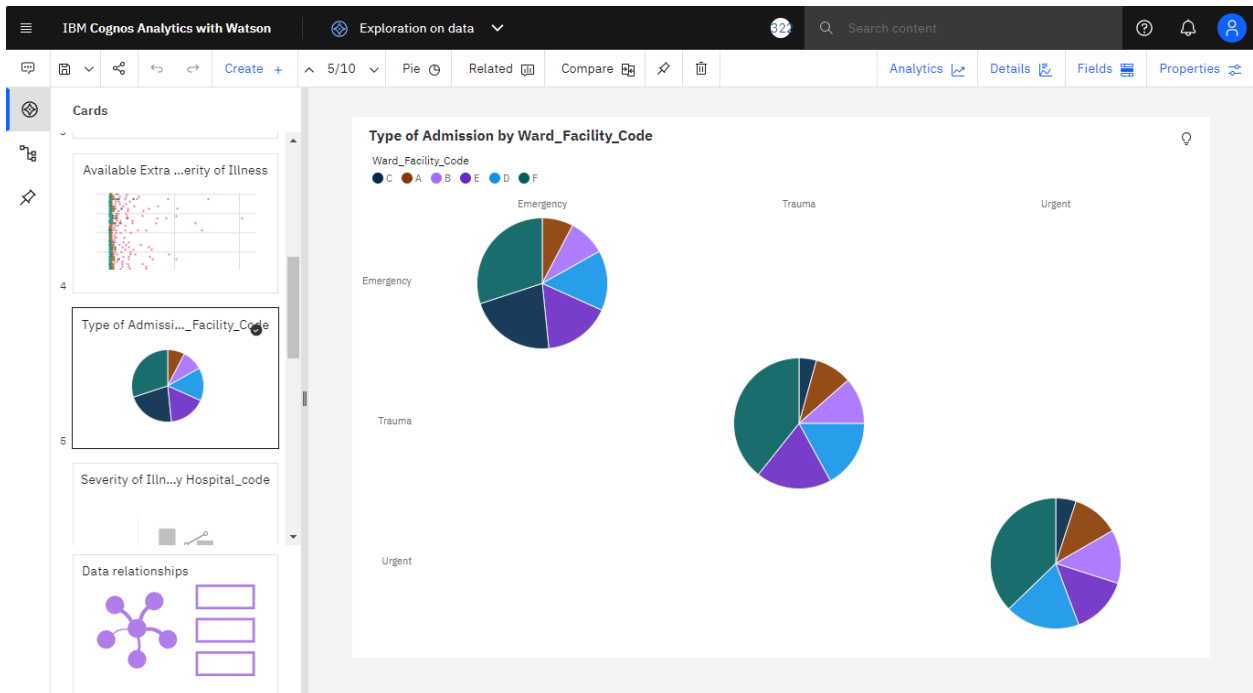 IBM Cognos Analytics with Watson
Exploration on data
322
Search content
Create +
5/10
Pie
Related
Compare
Analytics
Details
Fields
Properties
Cards
Available Extra ...erity of Illness
4
Type of Admissi..._Facility_Code
5
Severity of Illn...y Hospital_code
Data relationships
Type of Admission by Ward_Facility_Code
Ward_Facility_Code
C A B E D F
Emergency Trauma Urgent
Emergency
Trauma
Urgent